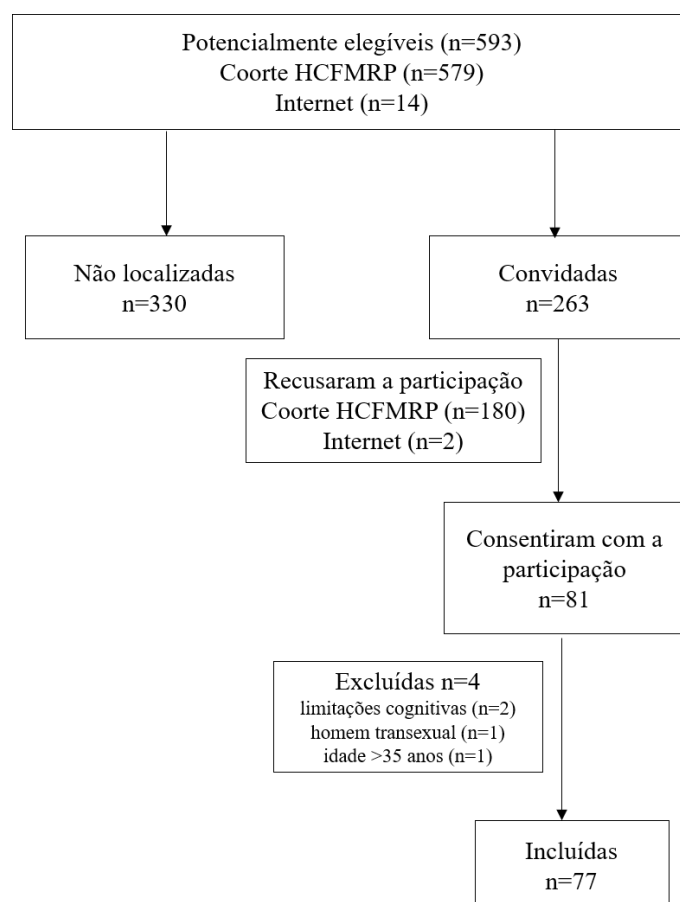 Potencialmente elegíveis (n=593)
Coorte HCFMRP (n=579)
Internet (n=14)
Não localizadas
n=330
Convidadas
n=263
Recusaram a participação
Coorte HCFMRP (n=180)
Internet (n=2)
Consentiram com a
participação
n=81
Excluídas n=4
limitações cognitivas (n=2)
homem transexual (n=1)
idade >35 anos (n=1)
Incluídas
n=77